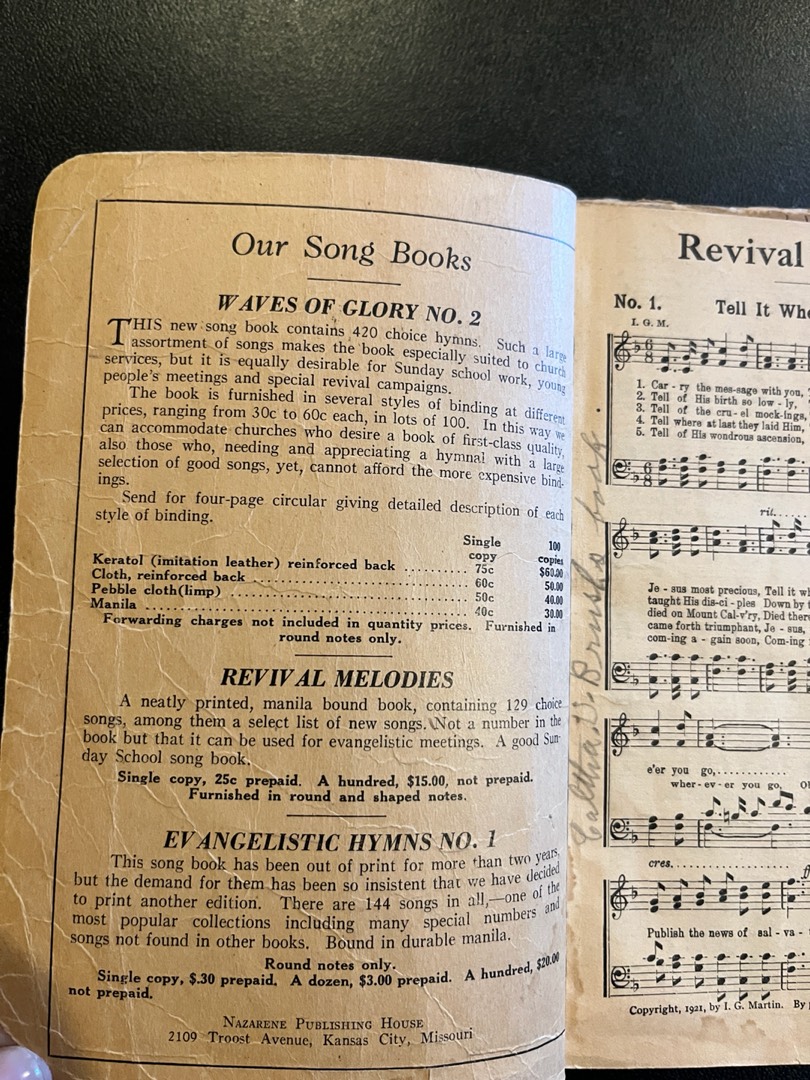 Our Song Books
WAVES OF GLORY NO. 2
THIS new song book contains 420 choice hymns. Such a large
assortment of songs makes the book especially suited to church
services, but it is equally desirable for Sunday school work, young
people's meetings and special revival campaigns.
The book is furnished in several styles of binding at different
prices, ranging from 30c to 60c each, in lots of 100. In this way we
can accommodate churches who desire a book of first-class quality,
also those who, needing and appreciating a hymnal with a large
selection of good songs, yet, cannot afford the more expensive bind-
ings.
Send for four-page circular giving detailed description of each
style of binding.
Single 100
copy copies
Keratol (imitation leather) reinforced back .......... 75c $60.00
Cloth, reinforced back .......... 60c 50.00
Pebble cloth(limp) .......... 50c 40.00
Manila .......... 40c 30.00
Forwarding charges not included in quantity prices. Furnished in
round notes only.
REVIVAL MELODIES
A neatly printed, manila bound book, containing 129 choice
songs, among them a select list of new songs. Not a number in the
book but that it can be used for evangelistic meetings. A good Sun-
day School song book.
Single copy, 25c prepaid. A hundred, $15.00, not prepaid.
Furnished in round and shaped notes.
EVANGELISTIC HYMNS NO. 1
This song book has been out of print for more than two years,
but the demand for them has been so insistent that we have decided
to print another edition. There are 144 songs in all,—one of the
most popular collections including many special numbers and
songs not found in other books. Bound in durable manila.
Round notes only.
Single copy, $.30 prepaid. A dozen, $3.00 prepaid. A hundred, $20.00
not prepaid.
NAZARENE PUBLISHING HOUSE
2109 Troost Avenue, Kansas City, Missouri
book
Revival
No. 1. Tell It Whe
I. G. M.
1. Car - ry the mes-sage with you,
2. Tell of His birth so low - ly,
3. Tell of the cru - el mock-ings,
4. Tell where at last they laid Him,
5. Tell of His wondrous ascension,
rit.....
Je - sus most precious, Tell it wh
taught His dis-ci - ples Down by t
died on Mount Cal-v'ry, Died there
came forth triumphant, Je - sus,
com-ing a - gain soon, Com-ing
e'er you go,..........
wher - ev - er you go,
cres..........
ff
Publish the news of sal - va -
Copyright, 1921, by I. G. Martin. By